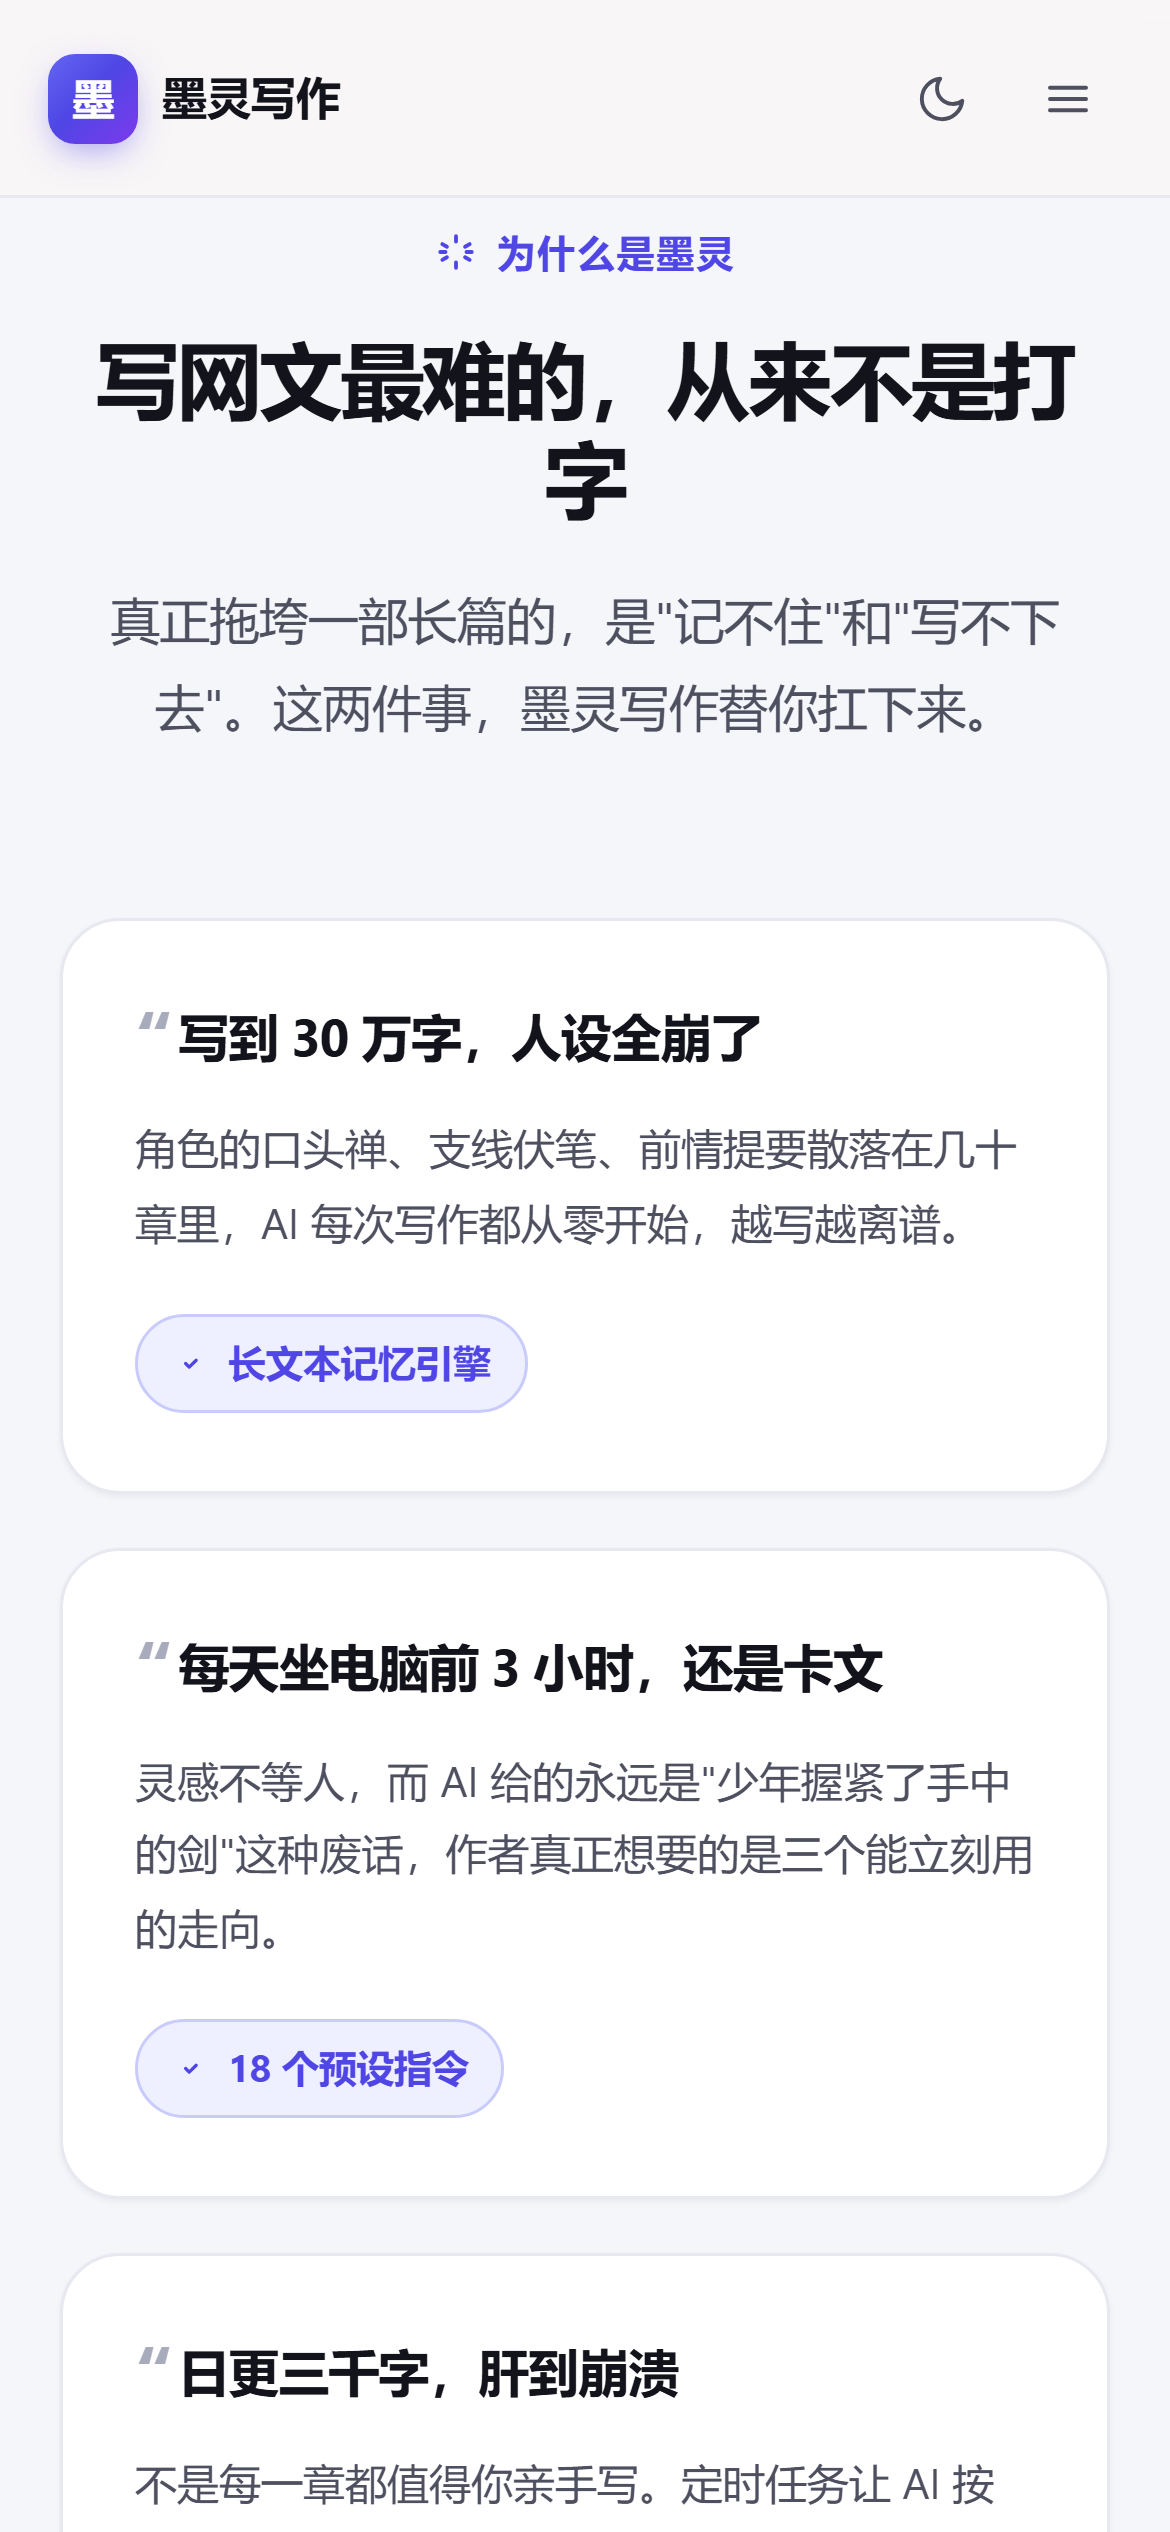 墨 墨灵写作
为什么是墨灵
写网文最难的，从来不是打
字
真正拖垮一部长篇的，是"记不住"和"写不下
去"。这两件事，墨灵写作替你扛下来。
“写到 30 万字，人设全崩了
角色的口头禅、支线伏笔、前情提要散落在几十
章里，AI 每次写作都从零开始，越写越离谱。
长文本记忆引擎
“每天坐电脑前 3 小时，还是卡文
灵感不等人，而 AI 给的永远是"少年握紧了手中
的剑"这种废话，作者真正想要的是三个能立刻用
的走向。
18 个预设指令
“日更三千字，肝到崩溃
不是每一章都值得你亲手写。定时任务让 AI 按